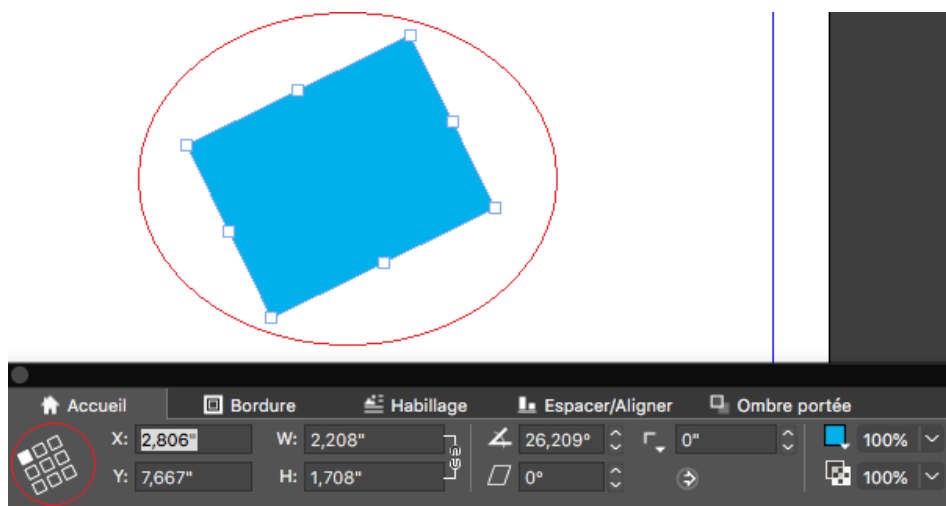 Accueil Bordure Habillage Espacer/Aligner Ombre portée
X: 2,806" W: 2,208" 26,209° 0" 100%
Y: 7,667" H: 1,708" 0° 100%